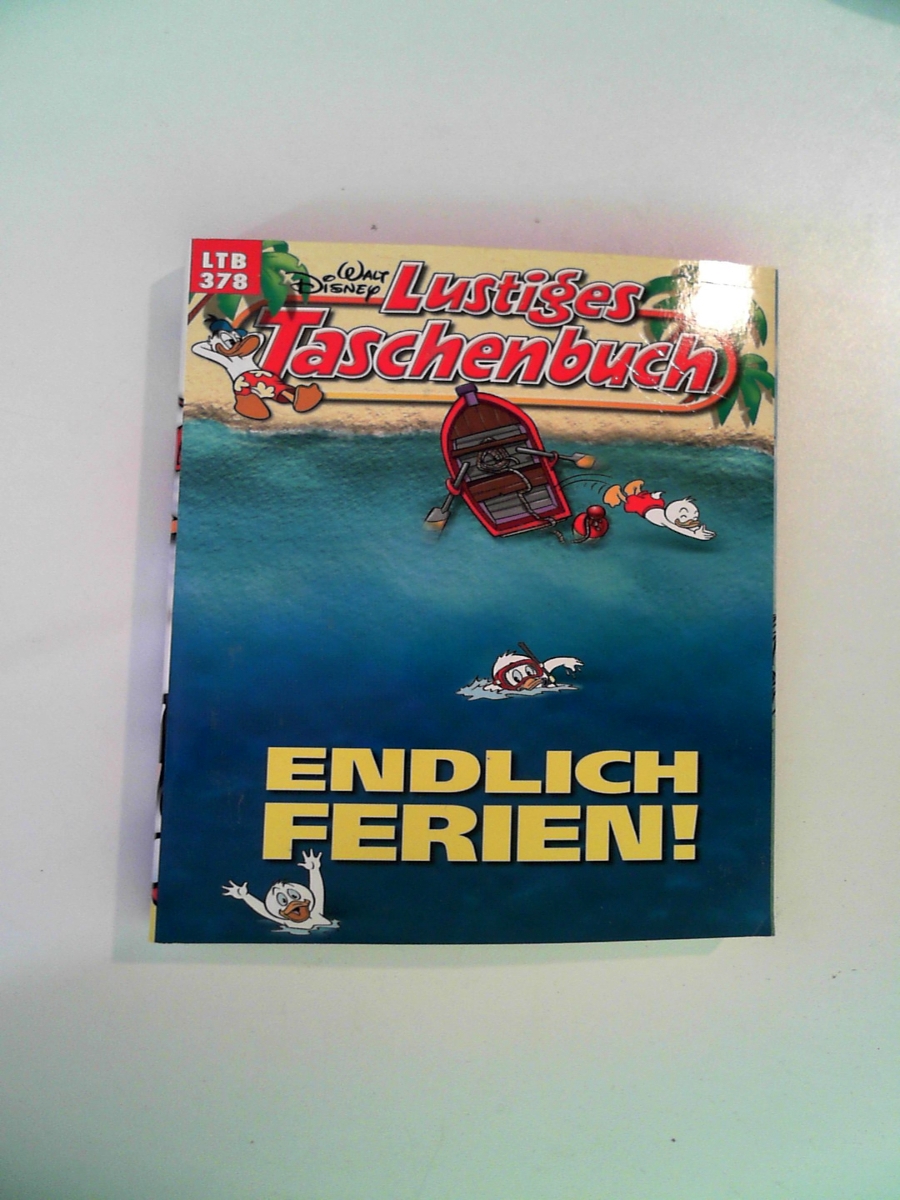 LTB
378
WALT
DISNEY
Lustiges
Taschenbuch
ENDLICH
FERIEN!